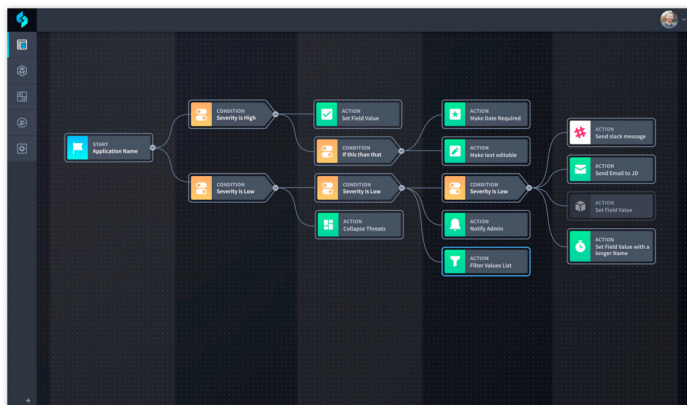 START
Application Name
CONDITION
Severity is High
CONDITION
Severity is Low
ACTION
Set Field Value
CONDITION
If this than that
CONDITION
Severity is Low
ACTION
Collapse Threats
ACTION
Make Date Required
ACTION
Make text editable
CONDITION
Severity is Low
ACTION
Notify Admin
ACTION
Filter Values List
ACTION
Send slack message
ACTION
Send Email to JD
ACTION
Set Field Value
ACTION
Set Field Value with a
longer Name